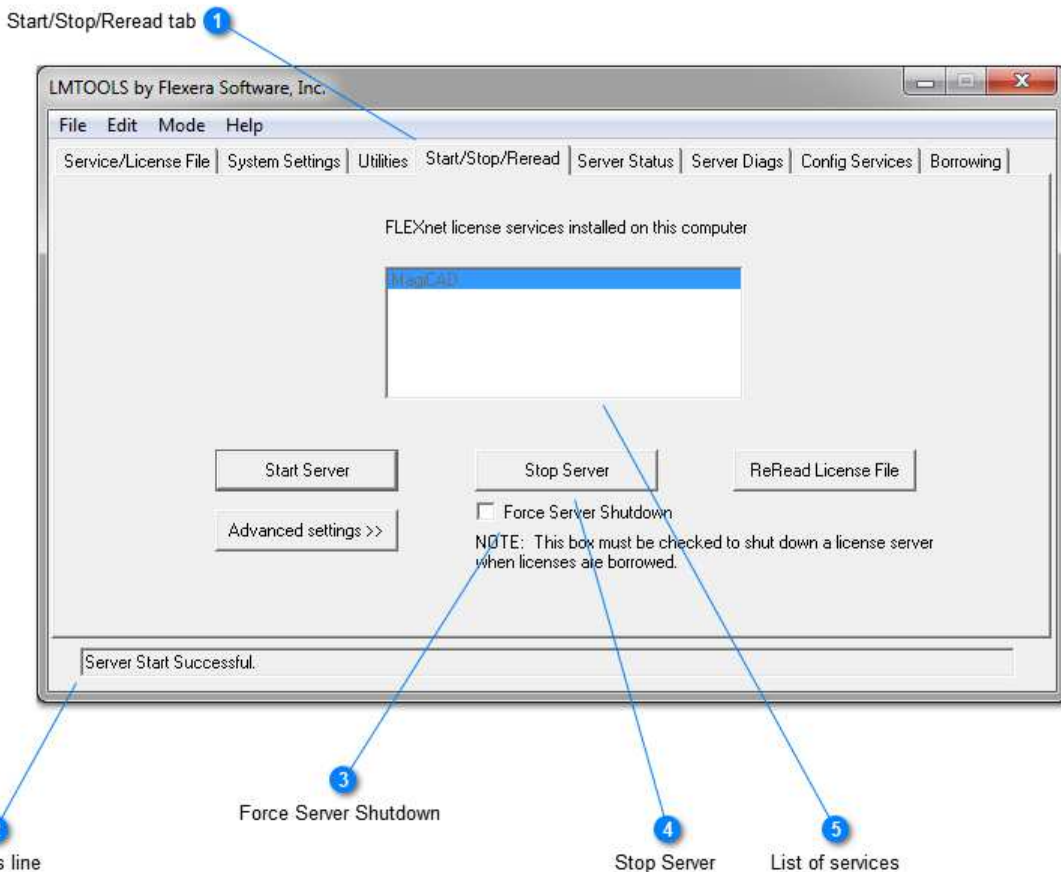 Start/Stop/Reread tab 1
LMTOOLS by Flexera Software, Inc.
File Edit Mode Help
Service/License File System Settings Utilities Start/Stop/Reread Server Status Server Diags Config Services Borrowing
FLEXnet license services installed on this computer
MagiCAD
Start Server Stop Server ReRead License File
Force Server Shutdown
Advanced settings >>
NOTE: This box must be checked to shut down a license server
when licenses are borrowed.
Server Start Successful.
3
Force Server Shutdown
4 5
line
Stop Server List of services